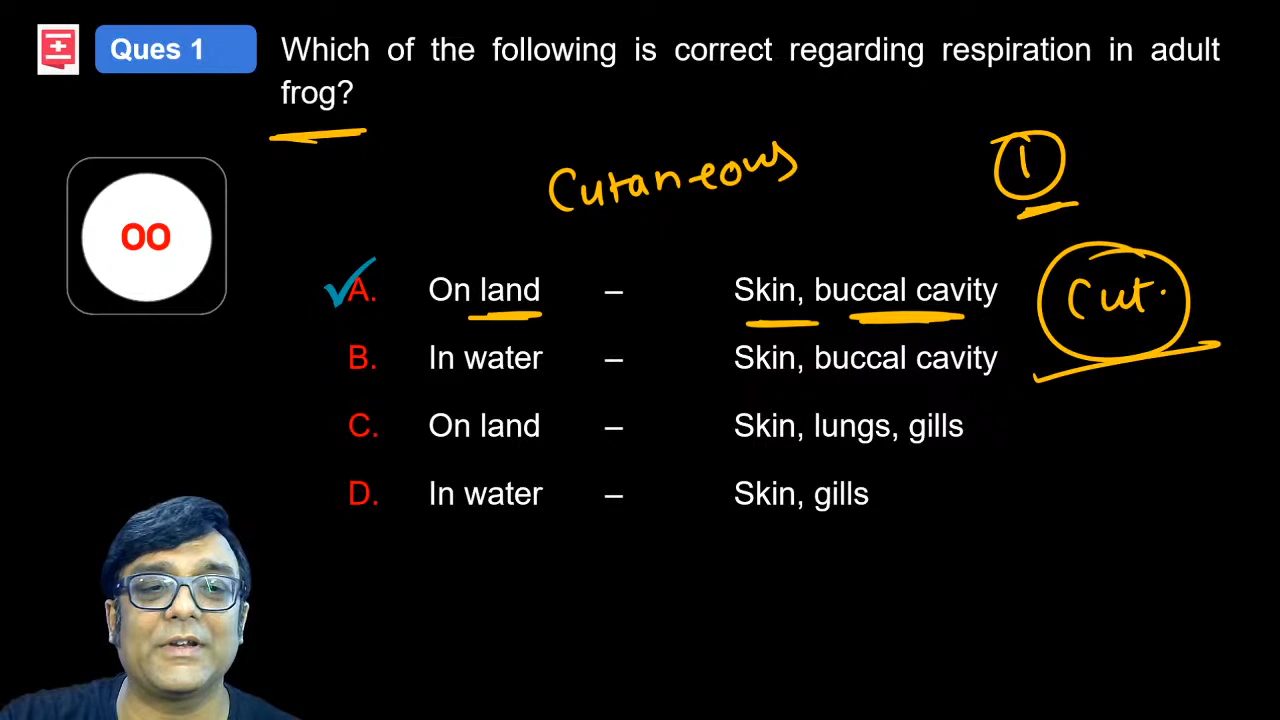 Ques 1
Which of the following is correct regarding respiration in adult
frog?
Cutaneous
1
00
A. On land – Skin, buccal cavity
Cut.
B. In water – Skin, buccal cavity
C. On land – Skin, lungs, gills
D. In water – Skin, gills